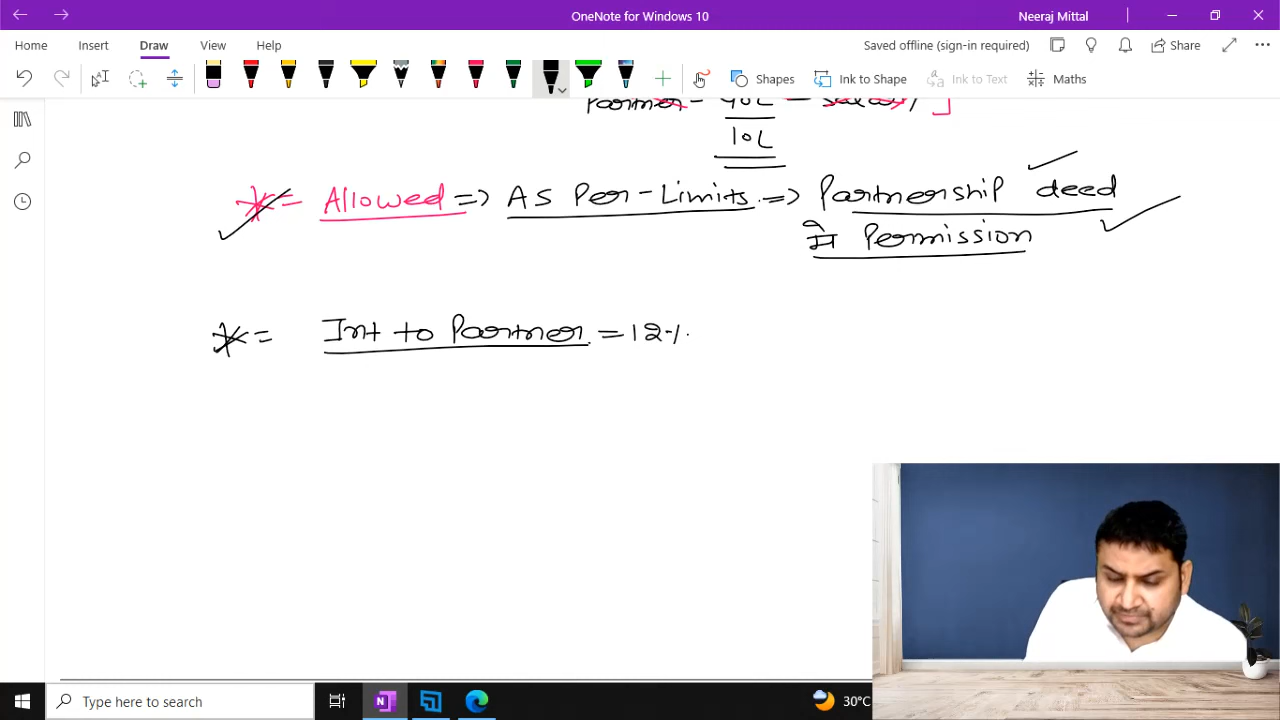 OneNote for Windows 10
Neeraj Mittal
Home Insert Draw View Help
Saved offline (sign-in required) Share
Shapes Ink to Shape Ink to Text Maths
10L
Allowed => As Per-Limits => Partnership deed
में Permission
Int to Partner = 12%
Type here to search
30°C